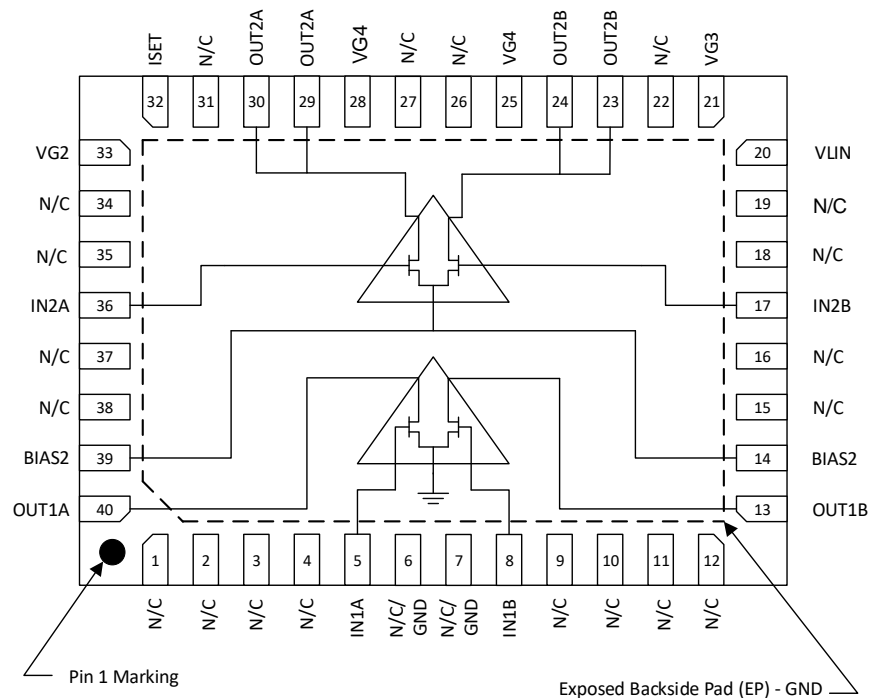 ISET
N/C
OUT2A
OUT2A
VG4
N/C
N/C
VG4
OUT2B
OUT2B
N/C
VG3
32
31
30
29
28
27
26
25
24
23
22
21
VG2 33
20 VLIN
N/C 34
19 N/C
N/C 35
18 N/C
IN2A 36
17 IN2B
N/C 37
16 N/C
N/C 38
15 N/C
BIAS2 39
14 BIAS2
OUT1A 40
13 OUT1B
1
2
3
4
5
6
7
8
9
10
11
12
N/C
N/C
N/C
N/C
IN1A
N/C/
GND
N/C/
GND
IN1B
N/C
N/C
N/C
N/C
Pin 1 Marking
Exposed Backside Pad (EP) - GND